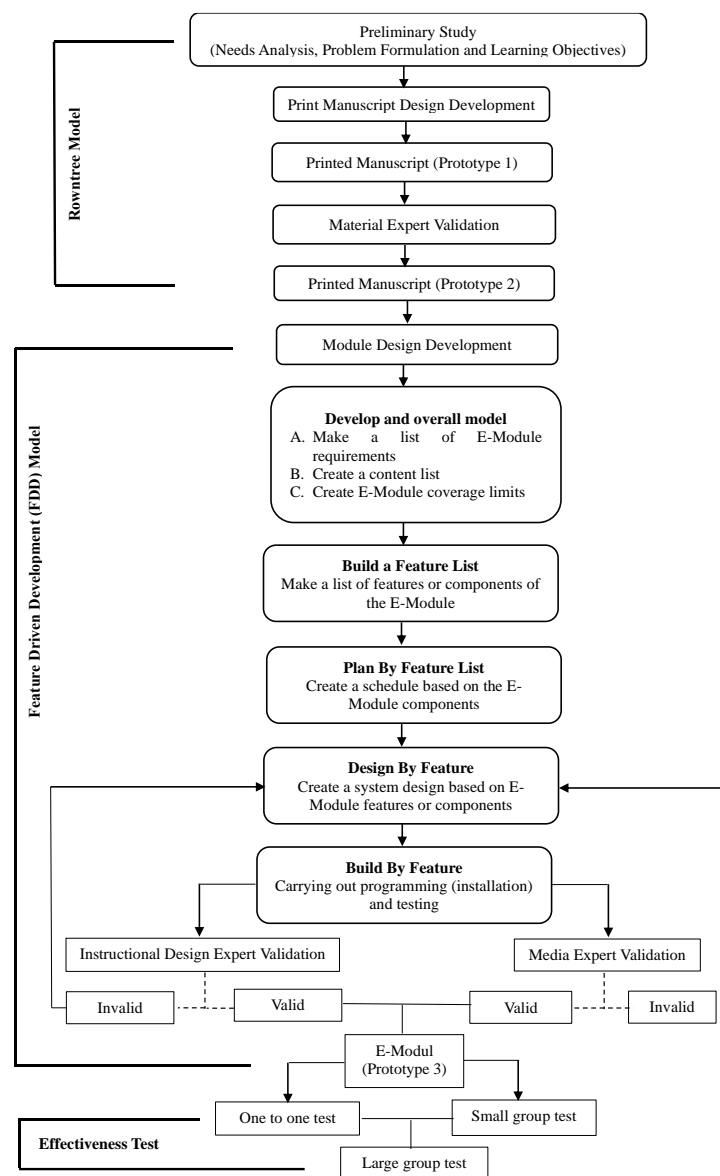 Preliminary Study
(Needs Analysis, Problem Formulation and Learning Objectives)
Rowntree Model
Print Manuscript Design Development
Printed Manuscript (Prototype 1)
Material Expert Validation
Printed Manuscript (Prototype 2)
Feature Driven Development (FDD) Model
Module Design Development
Develop and overall model
A. Make a list of E-Module
requirements
B. Create a content list
C. Create E-Module coverage limits
Build a Feature List
Make a list of features or components of
the E-Module
Plan By Feature List
Create a schedule based on the E-
Module components
Design By Feature
Create a system design based on E-
Module features or components
Build By Feature
Carrying out programming (installation)
and testing
Instructional Design Expert Validation
Media Expert Validation
Invalid
Valid
Valid
Invalid
E-Modul
(Prototype 3)
One to one test
Small group test
Effectiveness Test
Large group test